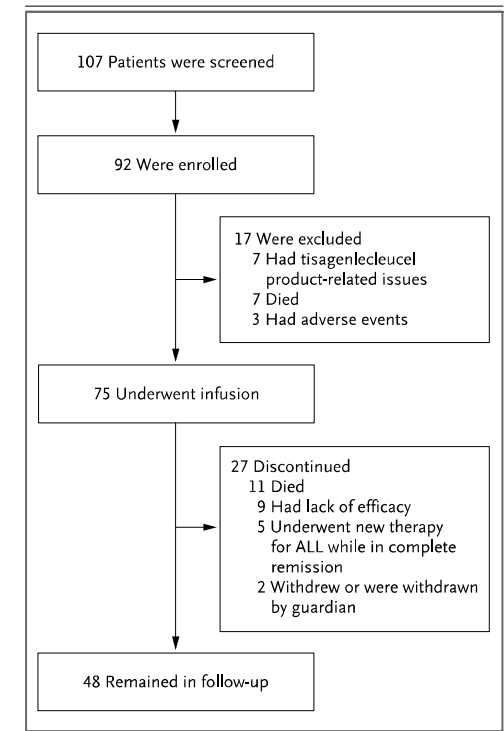 107 Patients were screened
92 Were enrolled
17 Were excluded
7 Had tisagenlecleucel
product-related issues
7 Died
3 Had adverse events
75 Underwent infusion
27 Discontinued
11 Died
9 Had lack of efficacy
5 Underwent new therapy
for ALL while in complete
remission
2 Withdrew or were withdrawn
by guardian
48 Remained in follow-up